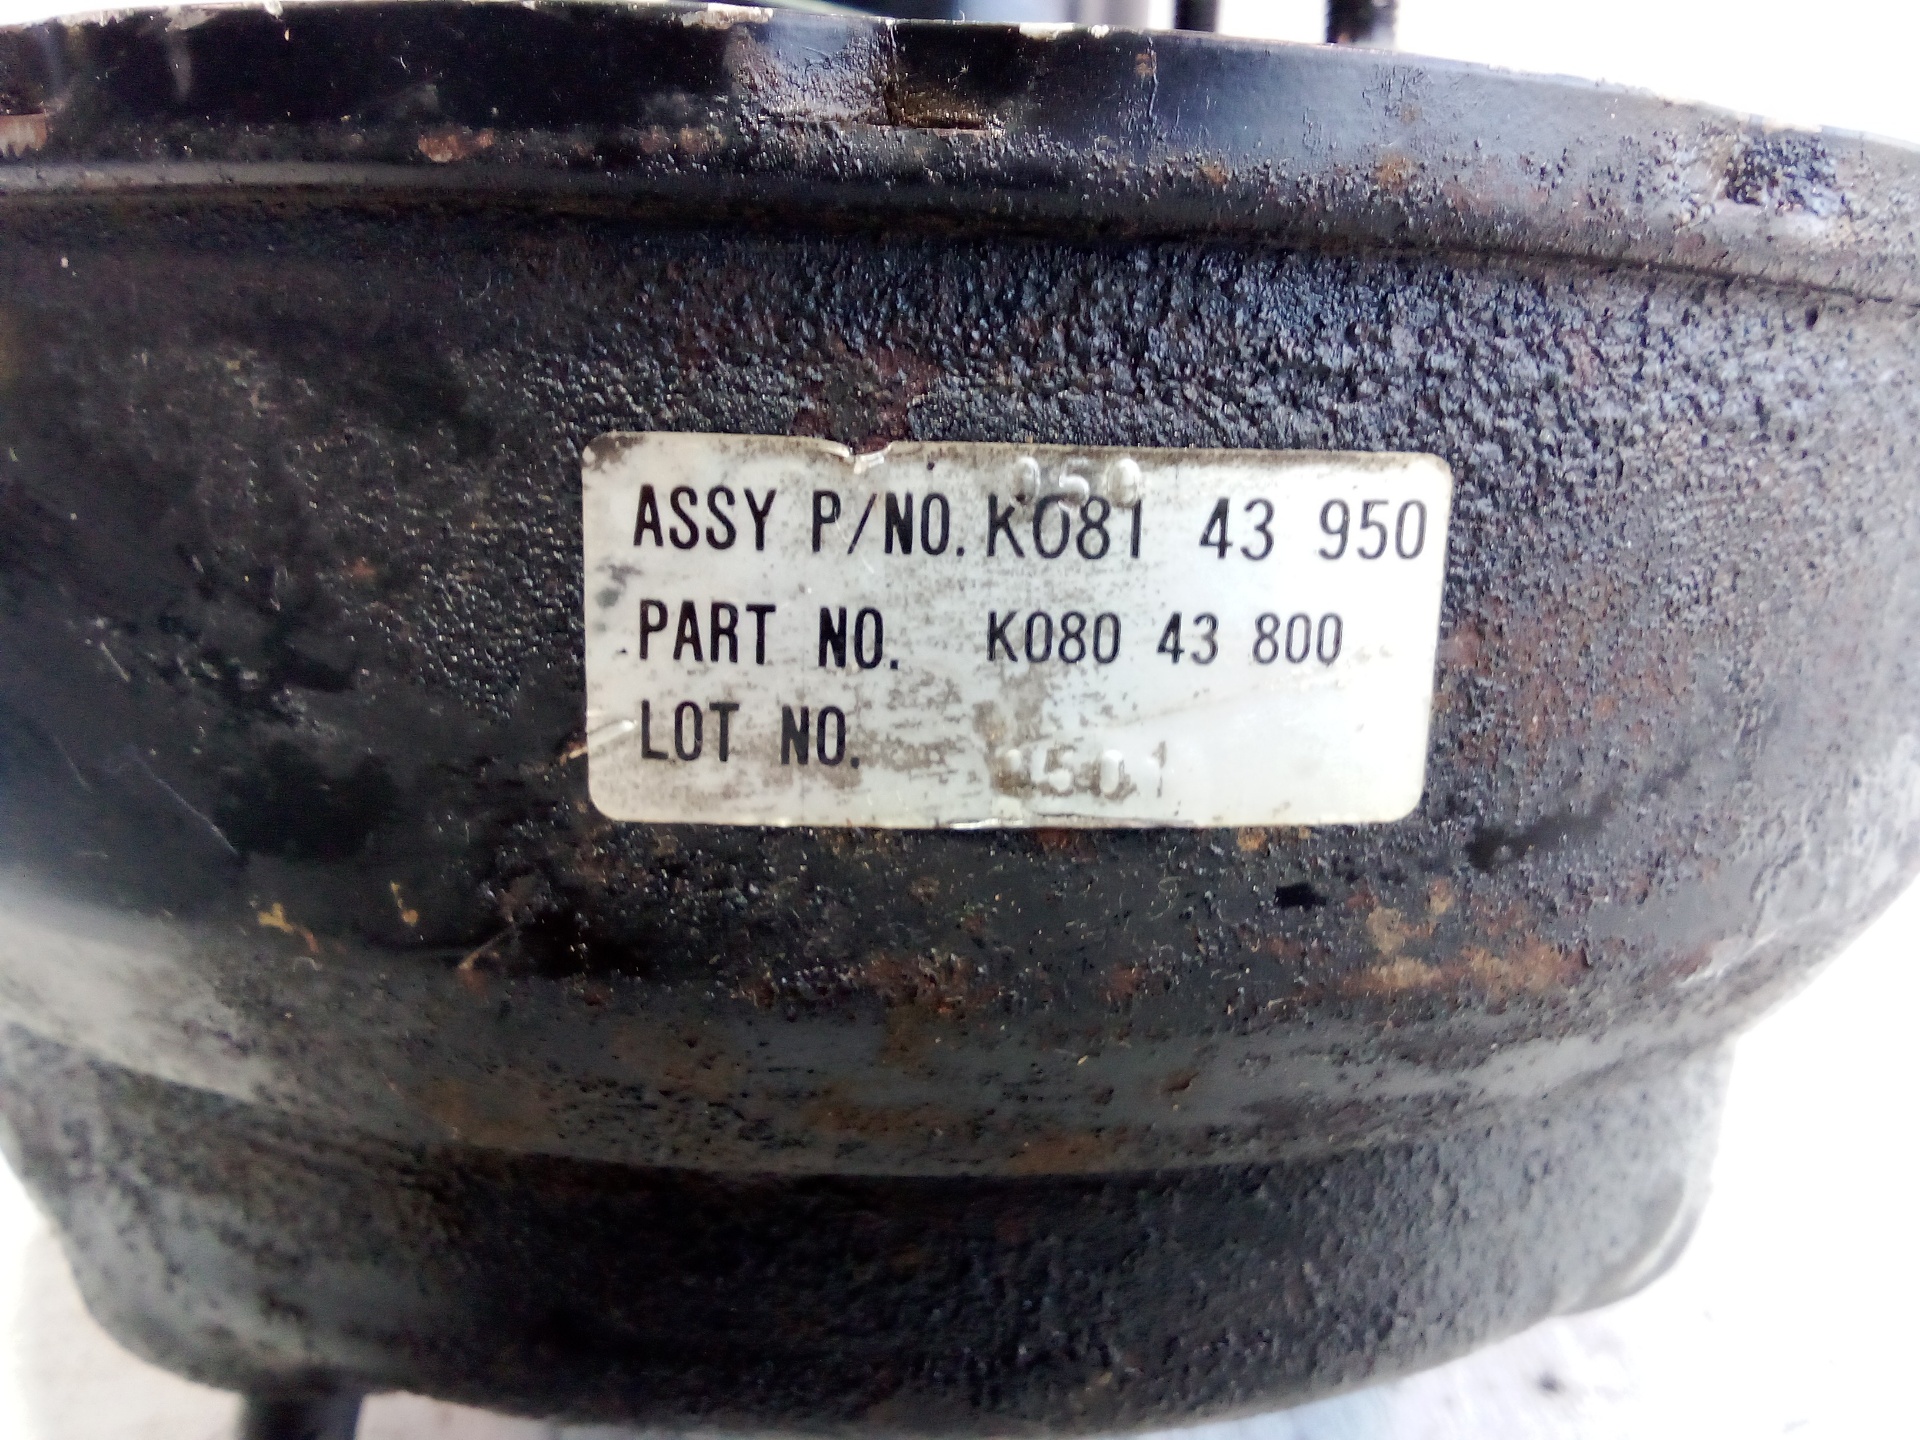 ASSY P/NO. K081 43 950
PART NO. K080 43 800
LOT NO.